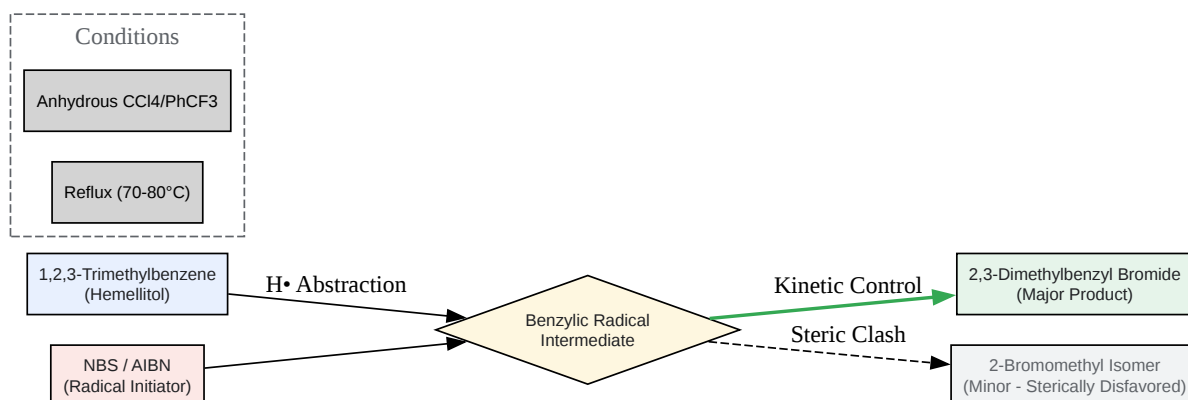 Conditions
Anhydrous CCl4/PhCF3
Reflux (70-80°C)
1,2,3-Trimethylbenzene
(Hemellitol)
H• Abstraction
NBS / AIBN
(Radical Initiator)
Benzylic Radical
Intermediate
Kinetic Control
Steric Clash
2,3-Dimethylbenzyl Bromide
(Major Product)
2-Bromomethyl Isomer
(Minor - Sterically Disfavored)